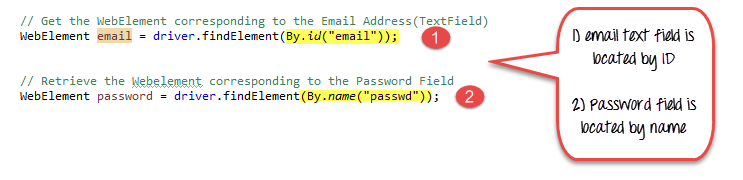 // Get the WebElement corresponding to the Email Address(TextField)
WebElement email = driver.findElement(By.id("email"));
1
// Retrieve the Webelement corresponding to the Password Field
WebElement password = driver.findElement(By.name("passwd"));
2
1) email text field is
located by ID
2) Password field is
located by name